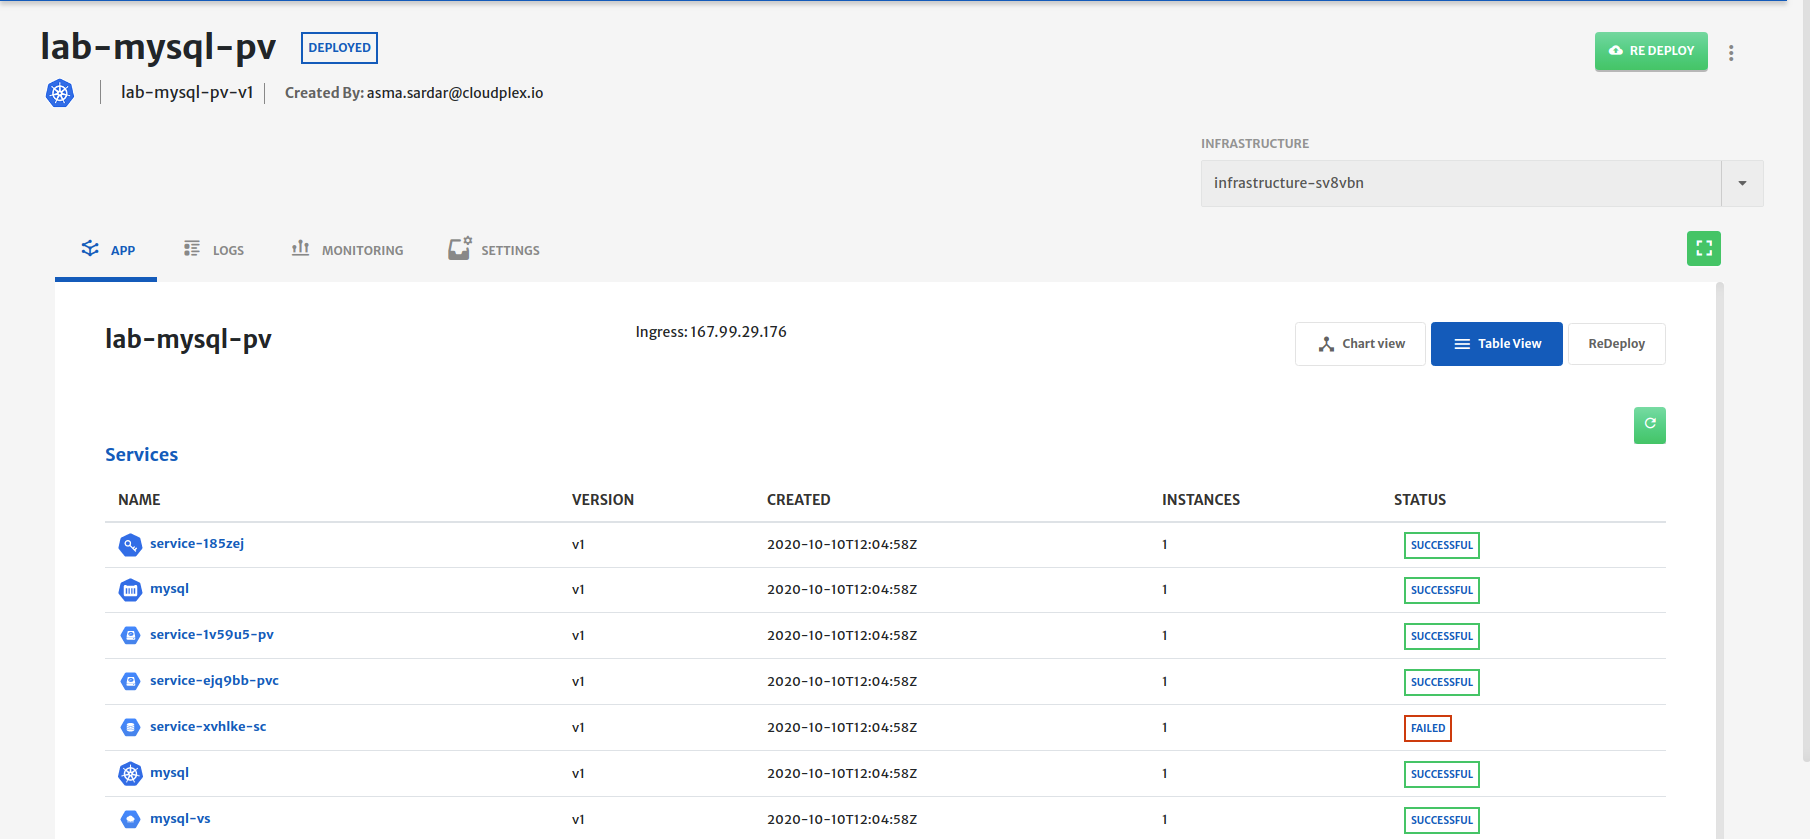 lab-mysql-pv DEPLOYED RE DEPLOY
lab-mysql-pv-v1 Created By: asma.sardar@cloudplex.io
INFRASTRUCTURE
infrastructure-sv8vbn
APP LOGS MONITORING SETTINGS
lab-mysql-pv Ingress: 167.99.29.176 Chart view Table View ReDeploy
Services
NAME VERSION CREATED INSTANCES STATUS
service-185zej v1 2020-10-10T12:04:58Z 1 SUCCESSFUL
mysql v1 2020-10-10T12:04:58Z 1 SUCCESSFUL
service-1v59u5-pv v1 2020-10-10T12:04:58Z 1 SUCCESSFUL
service-ejq9bb-pvc v1 2020-10-10T12:04:58Z 1 SUCCESSFUL
service-xvhlke-sc v1 2020-10-10T12:04:58Z 1 FAILED
mysql v1 2020-10-10T12:04:58Z 1 SUCCESSFUL
mysql-vs v1 2020-10-10T12:04:58Z 1 SUCCESSFUL